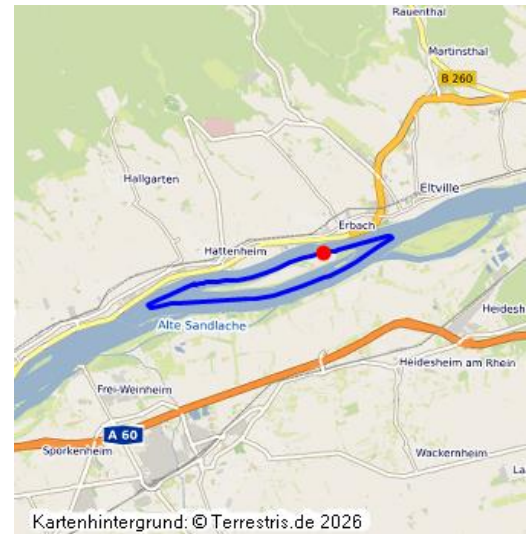 Rauenthal
Martinsthal
B 260
Hallgarten
Eltville
Erbach
Hattenheim
Alte Sandlache
Heidesh
Heidesheim am Rhein
Frei-Weinheim
A 60
Sporkenheim
Wackernheim
La
Kartenhintergrund: © Terrestris.de 2026